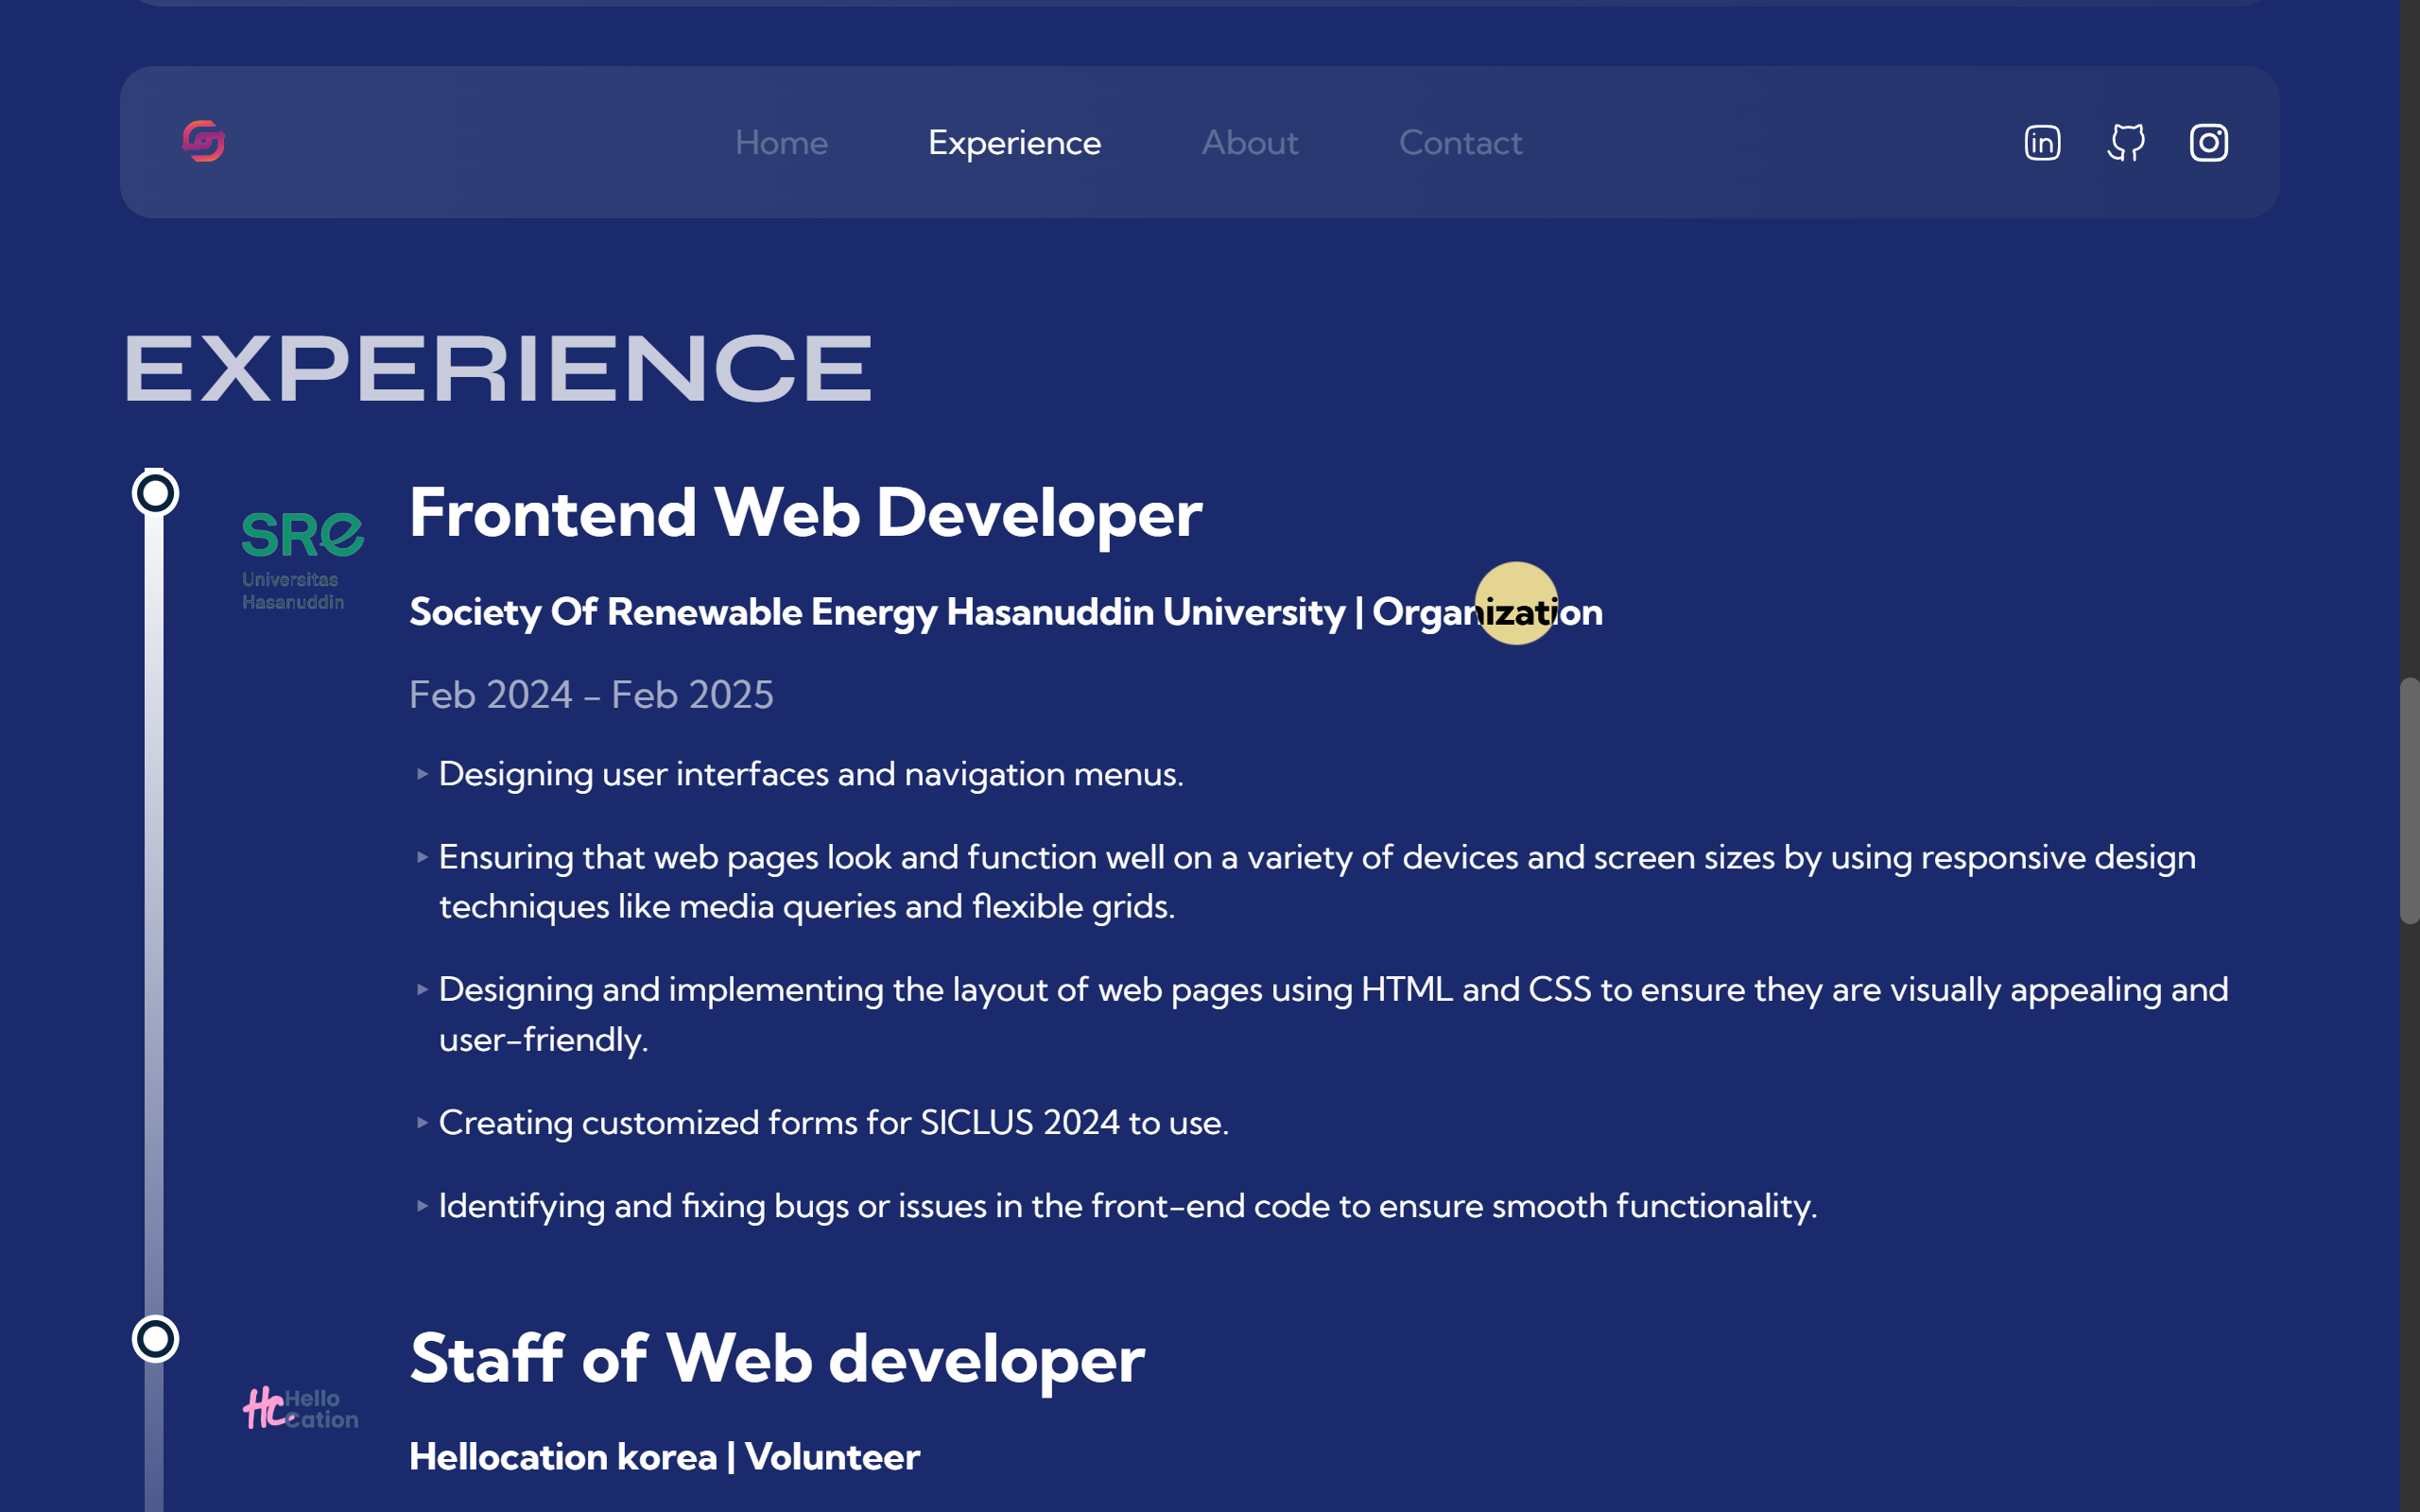 Home Experience About Contact
EXPERIENCE
SRe
Universitas
Hasanuddin
Frontend Web Developer
Society Of Renewable Energy Hasanuddin University | Organization
Feb 2024 – Feb 2025
Designing user interfaces and navigation menus.
Ensuring that web pages look and function well on a variety of devices and screen sizes by using responsive design
techniques like media queries and flexible grids.
Designing and implementing the layout of web pages using HTML and CSS to ensure they are visually appealing and
user-friendly.
Creating customized forms for SICLUS 2024 to use.
Identifying and fixing bugs or issues in the front-end code to ensure smooth functionality.
Staff of Web developer
Hc Hello
Cation
Hellocation korea | Volunteer